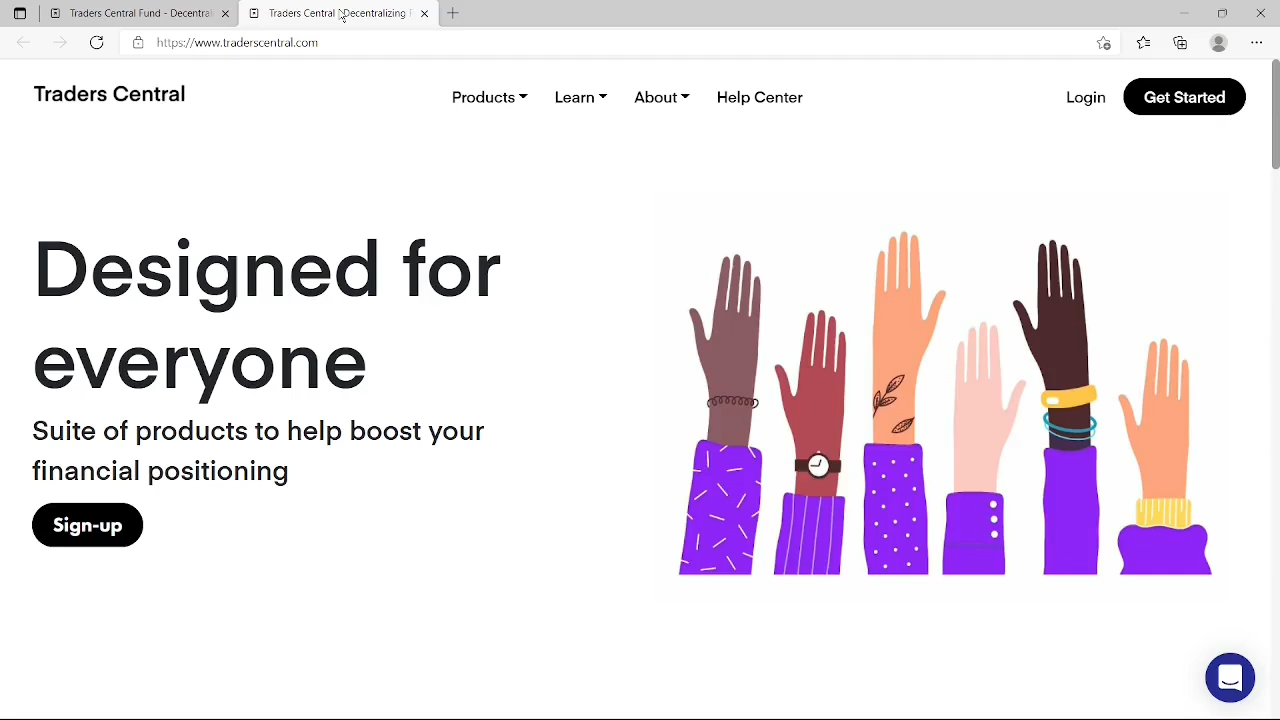 Traders Central Fund - Decentral
Traders Central | Decentralizing F
https://www.traderscentral.com
Traders Central
Products
Learn
About
Help Center
Login
Get Started
Designed for
everyone
Suite of products to help boost your
financial positioning
Sign-up